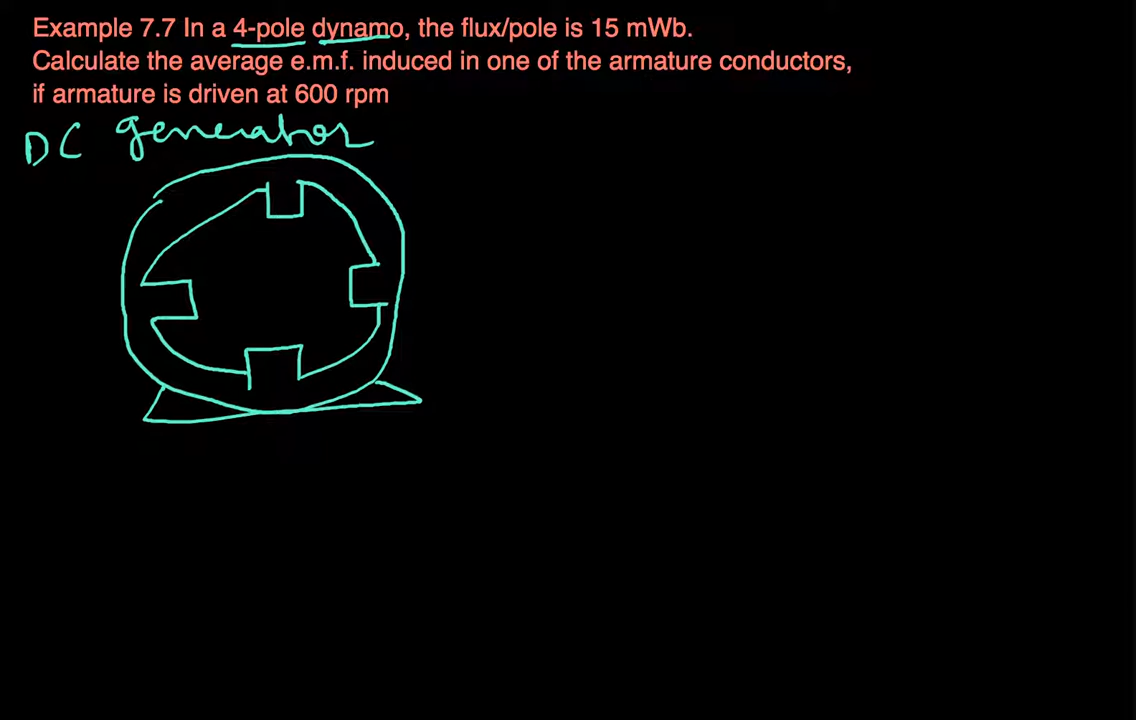 Example 7.7 In a 4-pole dynamo, the flux/pole is 15 mWb.
Calculate the average e.m.f. induced in one of the armature conductors,
if armature is driven at 600 rpm
DC generator